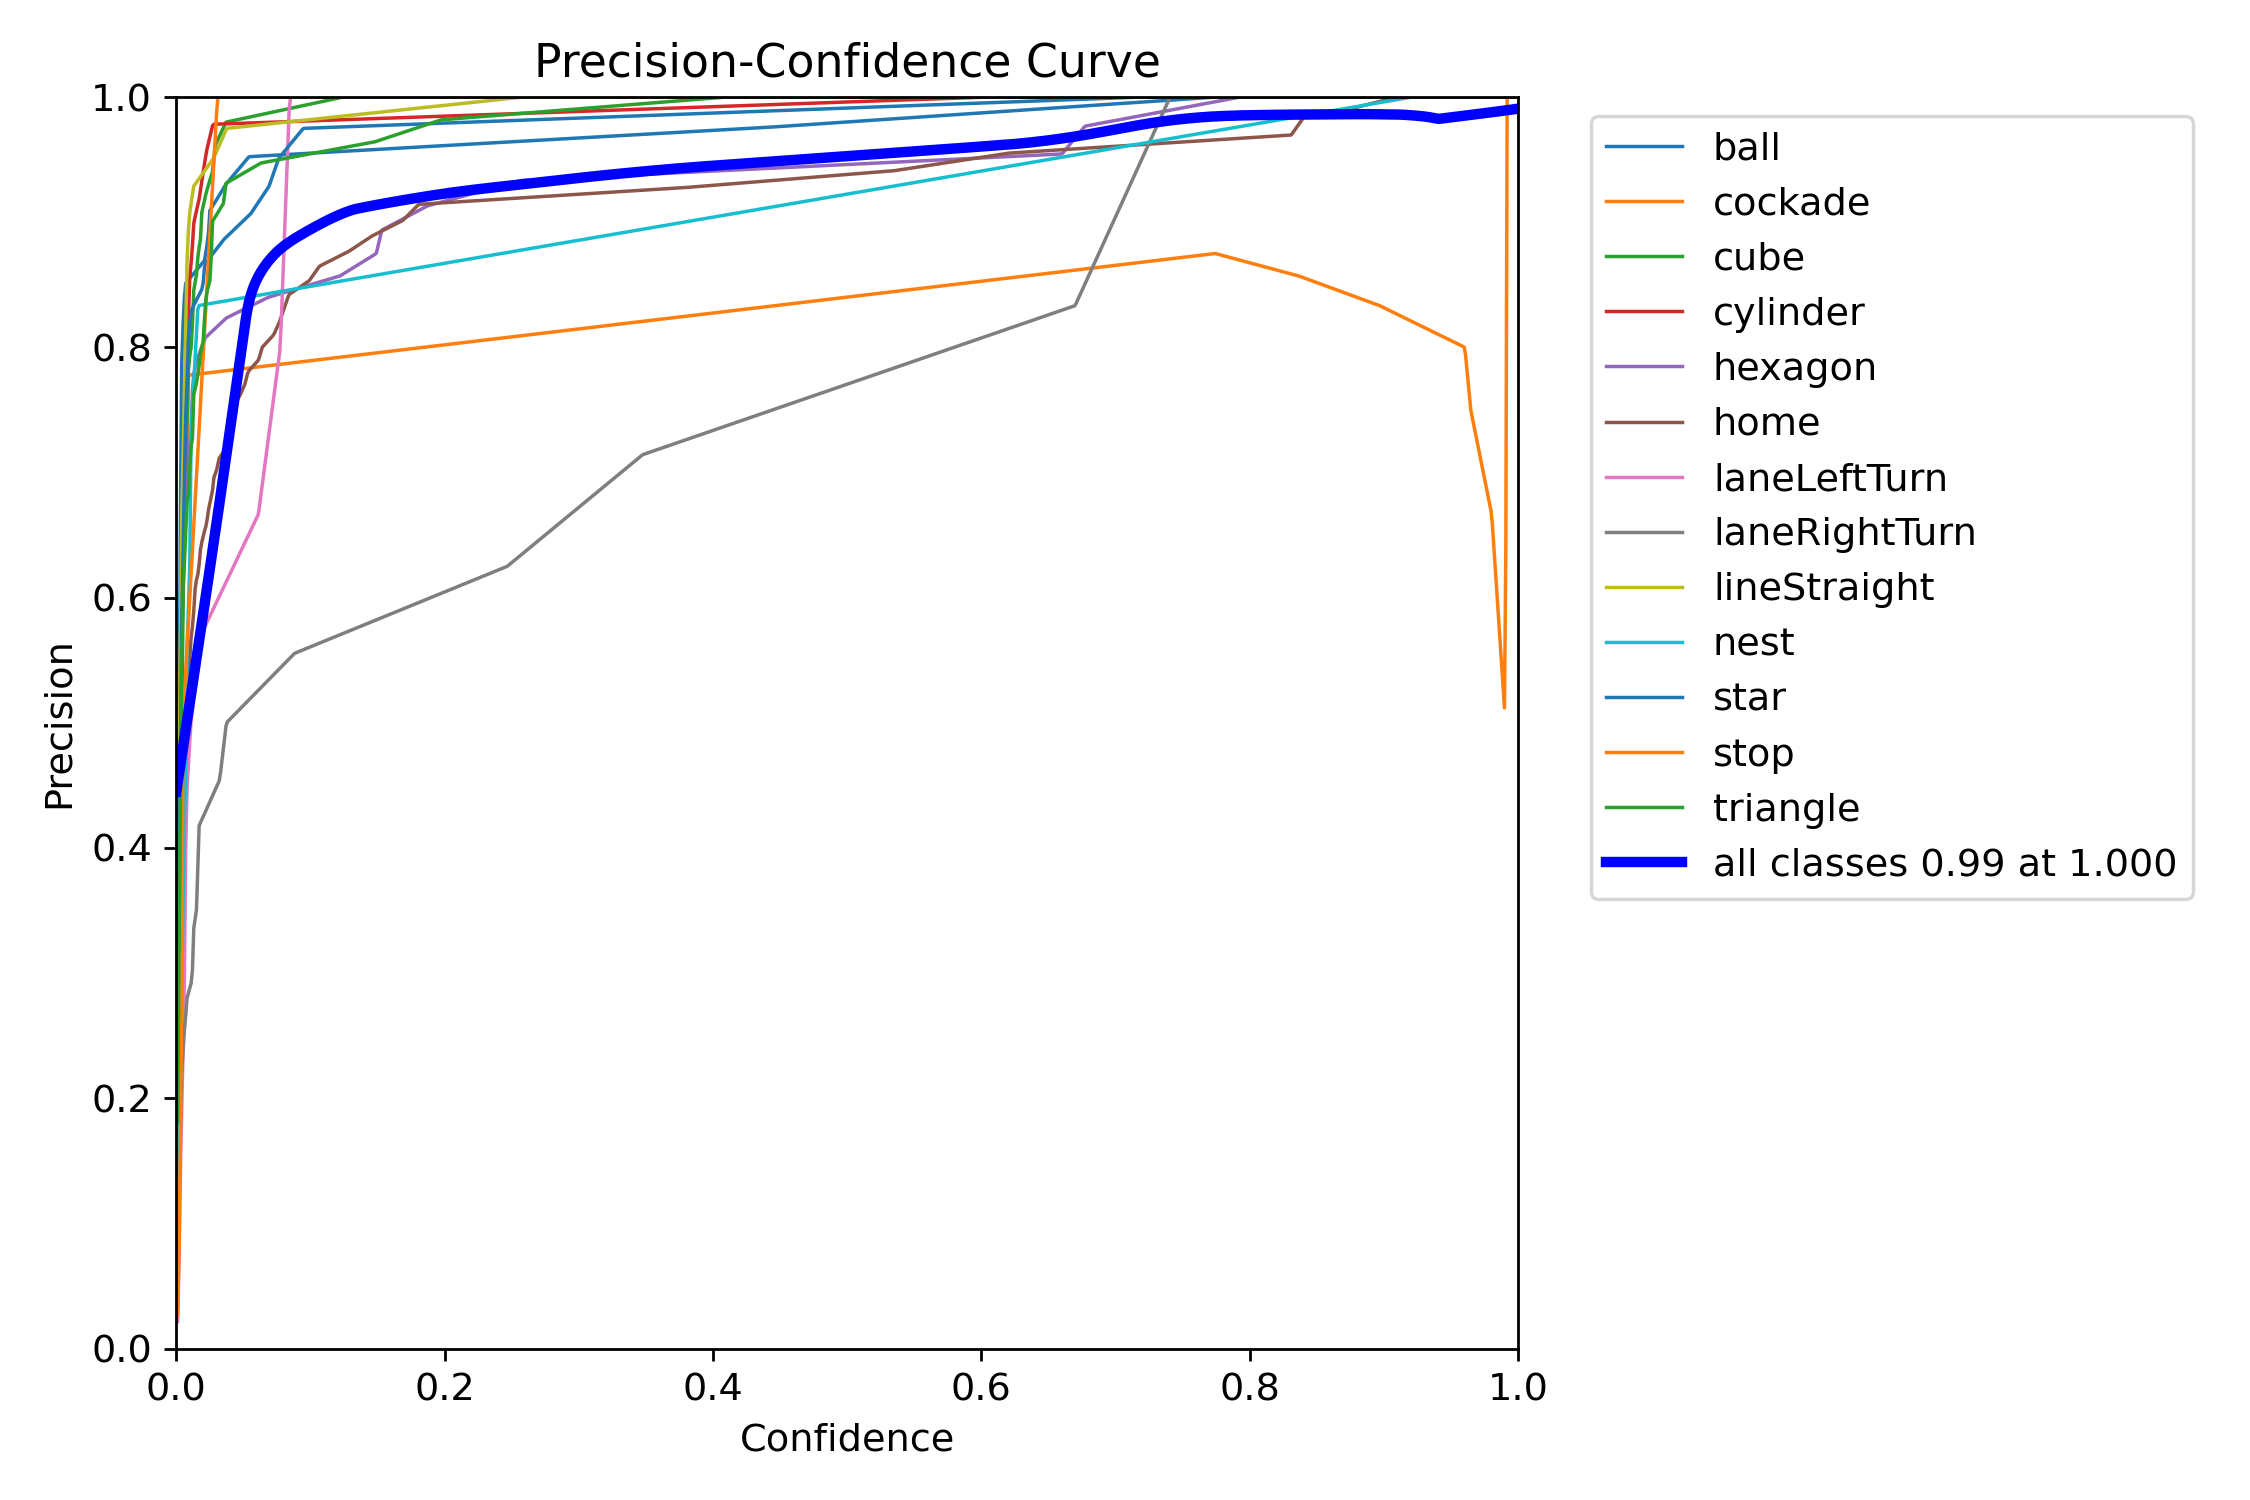 Precision-Confidence Curve
1.0
0.8
0.6
0.4
0.2
0.0
Precision
0.0 0.2 0.4 0.6 0.8 1.0
Confidence
ball
cockade
cube
cylinder
hexagon
home
laneLeftTurn
laneRightTurn
lineStraight
nest
star
stop
triangle
all classes 0.99 at 1.000